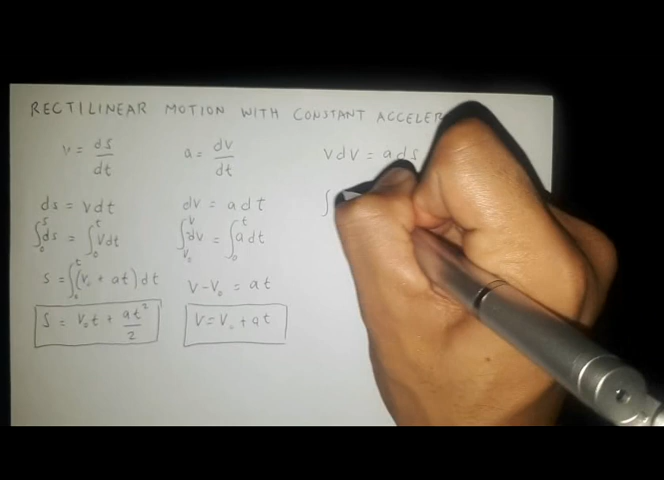 RECTILINEAR MOTION WITH CONSTANT
v = ds/dt
ds = vdt
∫₀ˢ ds = ∫₀ᵗ vdt
s = ∫₀ᵗ (v₀ + at) dt
s = v₀t + at²/2
a = dv/dt
dv = adt
∫ᵥ₀ᵛ dv = ∫₀ᵗ adt
v-v₀ = at
v = v₀ + at
vdv = ads
∫